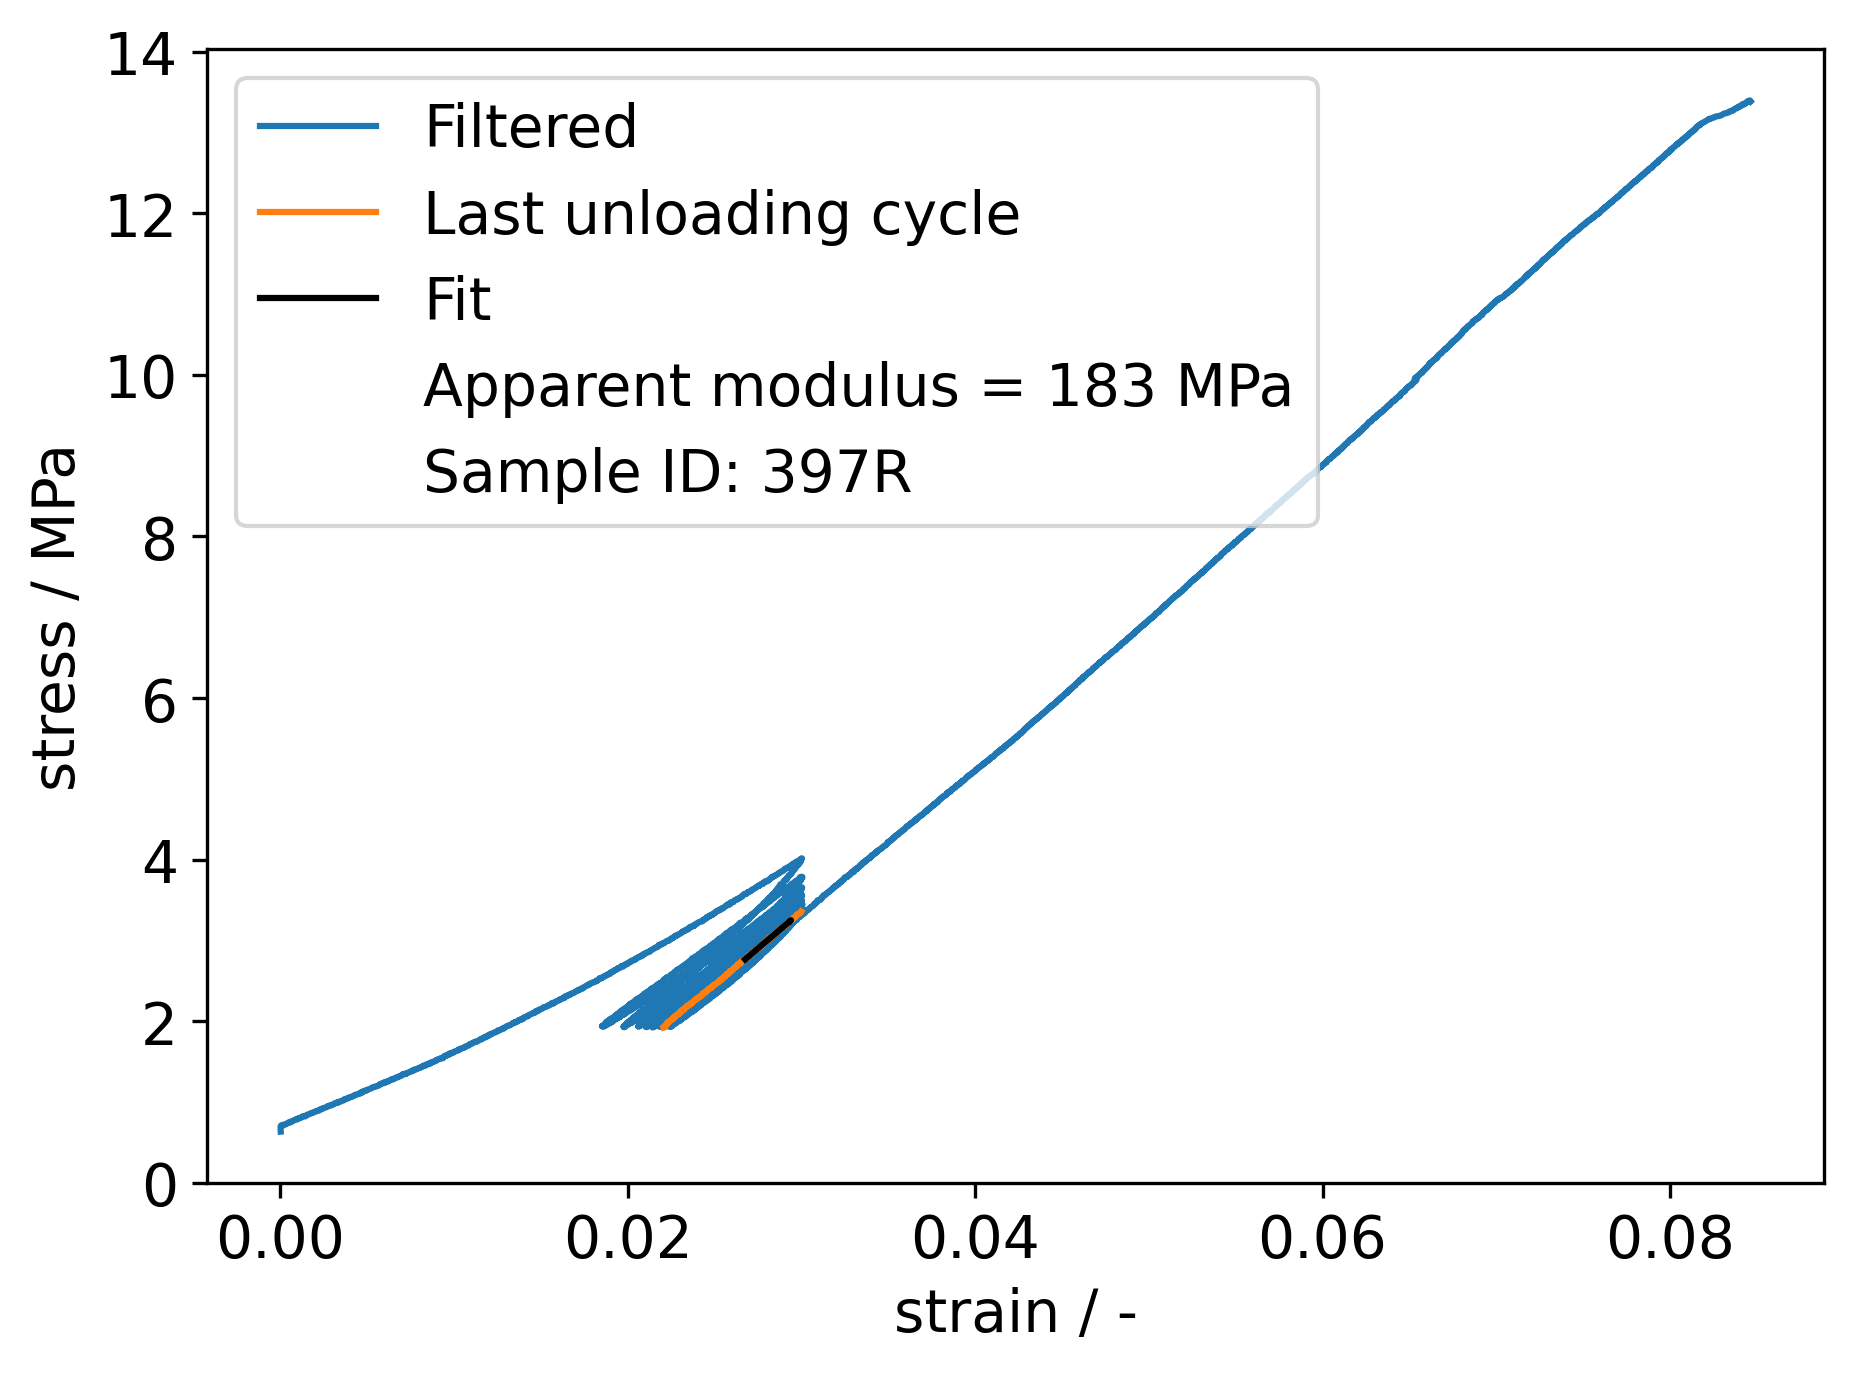 14
12
10
8
6
4
2
0
stress / MPa
Filtered
Last unloading cycle
Fit
Apparent modulus = 183 MPa
Sample ID: 397R
0.00 0.02 0.04 0.06 0.08
strain / -